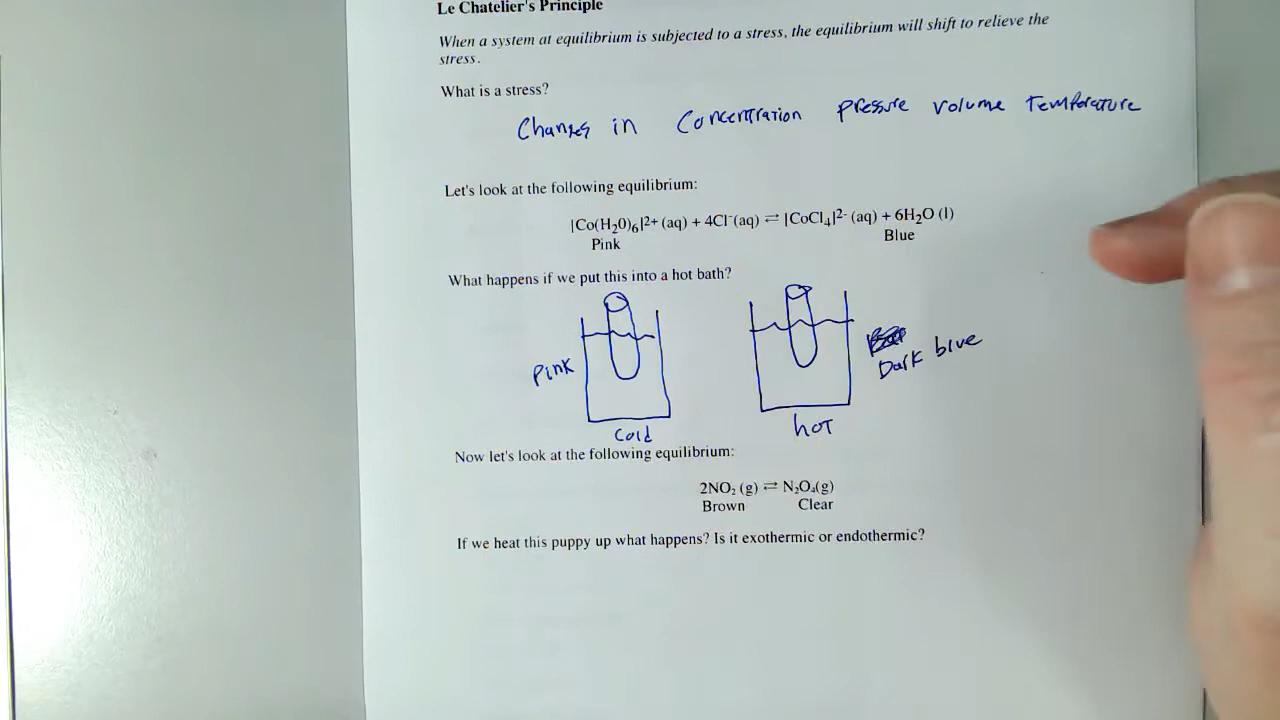 Le Chatelier's Principle
When a system at equilibrium is subjected to a stress, the equilibrium will shift to relieve the
stress.
What is a stress?
Changes in Concentration pressure volume Temperature
Let's look at the following equilibrium:
[Co(H₂0)₆]²⁺ (aq) + 4Cl⁻(aq) ⇌ [CoCl₄]²⁻ (aq) + 6H₂O (l)
Pink Blue
What happens if we put this into a hot bath?
Pink
Dark blue
Cold
hot
Now let's look at the following equilibrium:
2NO₂ (g) ⇌ N₂O₄(g)
Brown Clear
If we heat this puppy up what happens? Is it exothermic or endothermic?